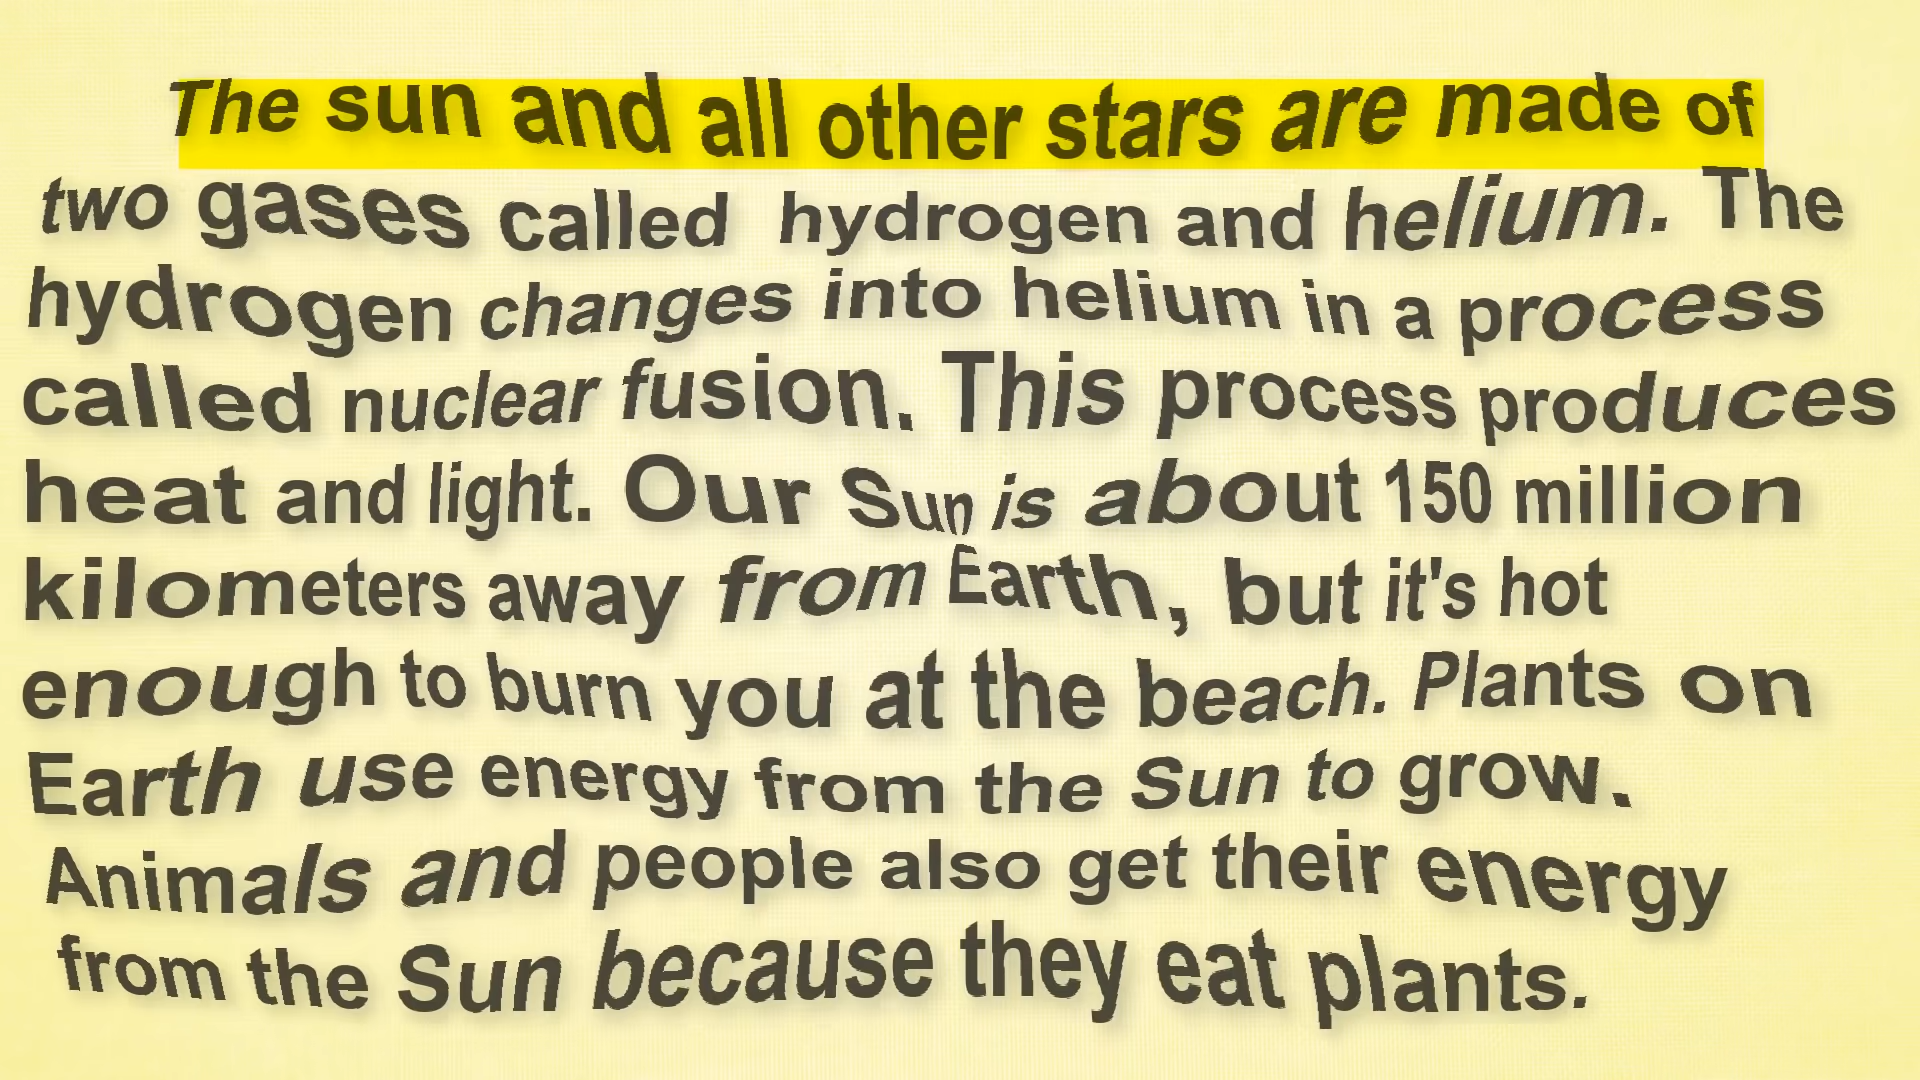 The sun and all other stars are made of
two gases called hydrogen and helium. The
hydrogen changes into helium in a process
called nuclear fusion. This process produces
heat and light. Our Sun is about 150 million
kilometers away from Earth, but it's hot
enough to burn you at the beach. Plants on
Earth use energy from the Sun to grow.
Animals and people also get their energy
from the Sun because they eat plants.